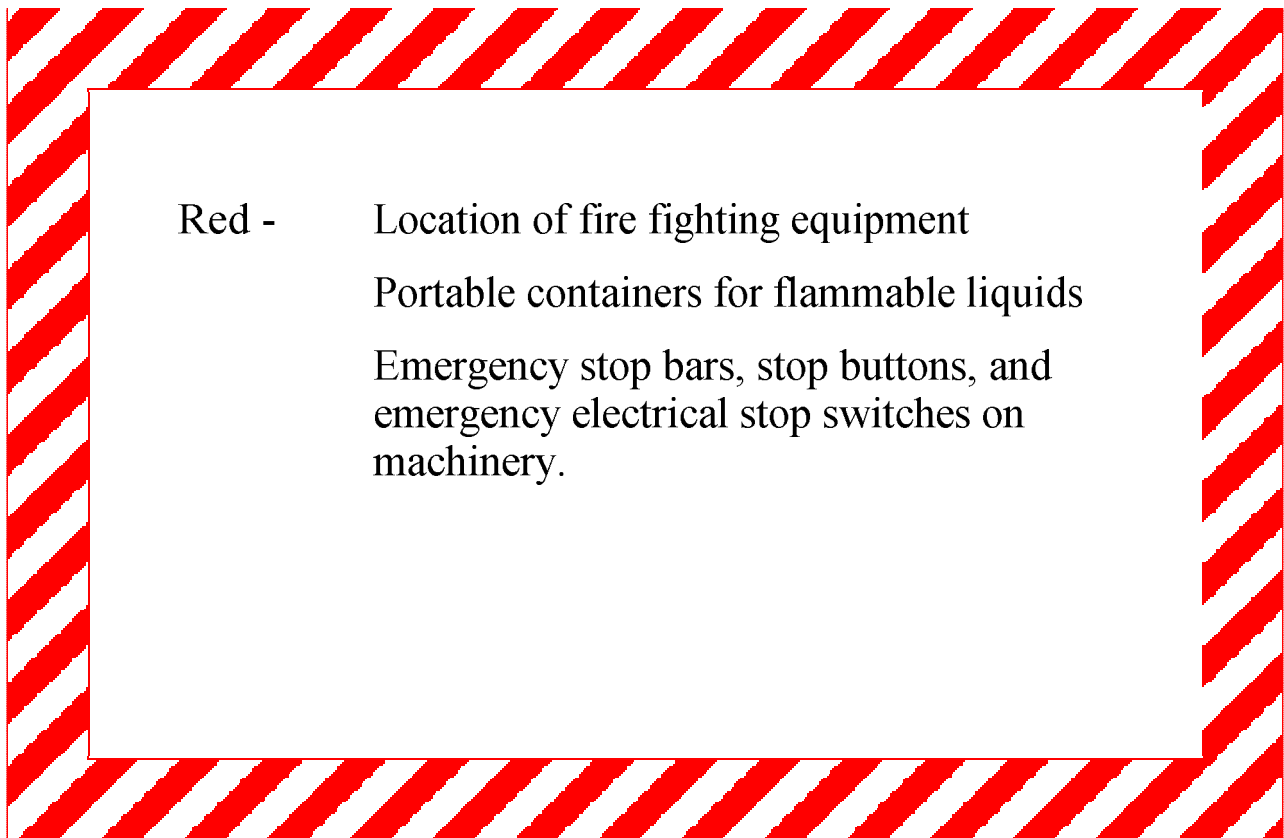 Red - Location of fire fighting equipment
Portable containers for flammable liquids
Emergency stop bars, stop buttons, and
emergency electrical stop switches on
machinery.